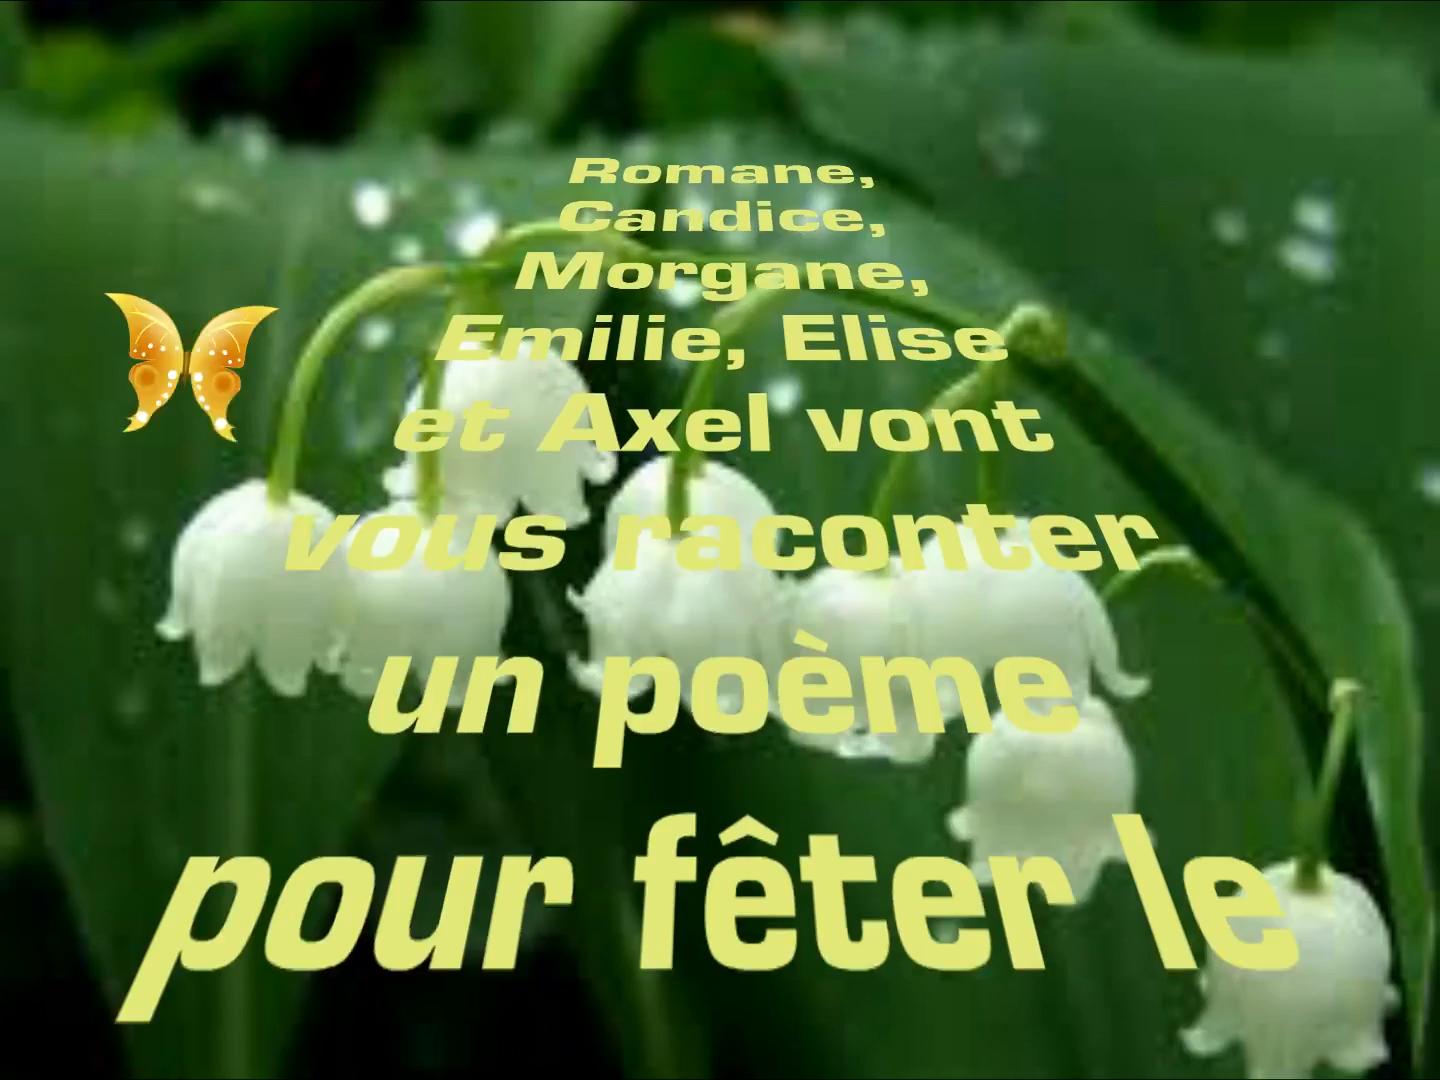 Romane,
Candice,
Morgane,
Emilie, Elise
et Axel vont
vous raconter
un poème
pour fêter le